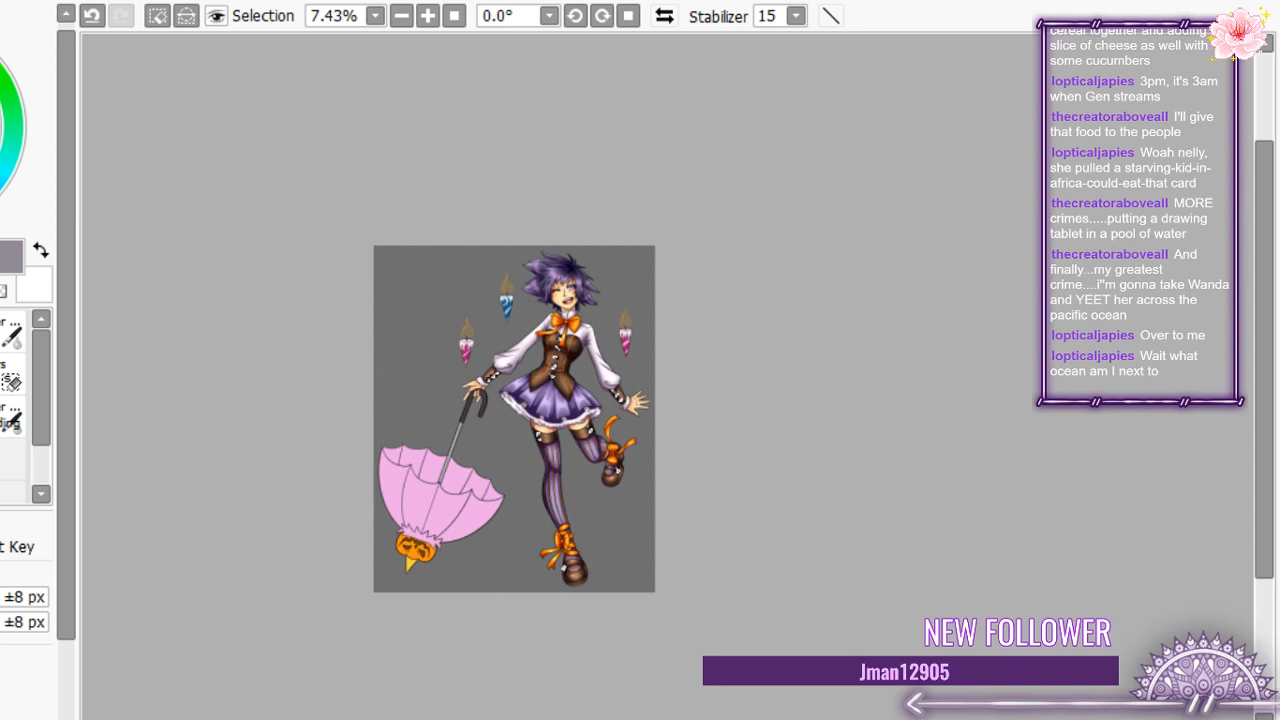 Selection 7.43% 0.0° Stabilizer 15
cereal together and adding
slice of cheese as well with
some cucumbers
lopticaljapies 3pm, it's 3am
when Gen streams
thecreatoraboveall I'll give
that food to the people
lopticaljapies Woah nelly,
she pulled a starving-kid-in-
africa-could-eat-that card
thecreatoraboveall MORE
crimes.....putting a drawing
tablet in a pool of water
thecreatoraboveall And
finally...my greatest
crime....i"m gonna take Wanda
and YEET her across the
pacific ocean
lopticaljapies Over to me
lopticaljapies Wait what
ocean am I next to
t Key
±8 px
±8 px
NEW FOLLOWER
Jman12905